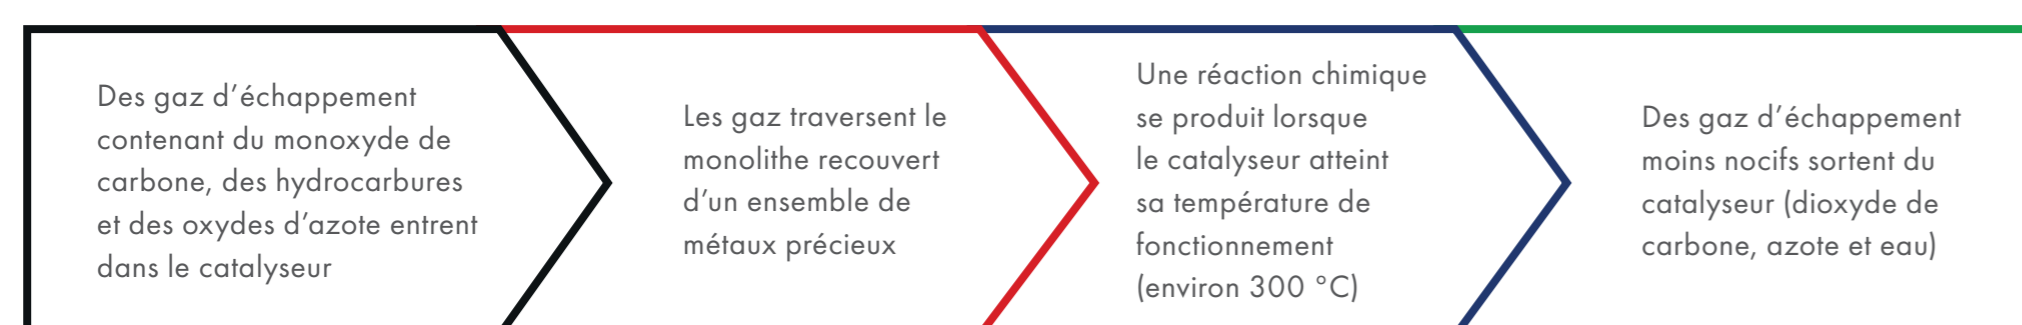 Des gaz d’échappement
contenant du monoxyde de
carbone, des hydrocarbures
et des oxydes d’azote entrent
dans le catalyseur
Les gaz traversent le
monolithe recouvert
d’un ensemble de
métaux précieux
Une réaction chimique
se produit lorsque
le catalyseur atteint
sa température de
fonctionnement
(environ 300 °C)
Des gaz d’échappement
moins nocifs sortent du
catalyseur (dioxyde de
carbone, azote et eau)